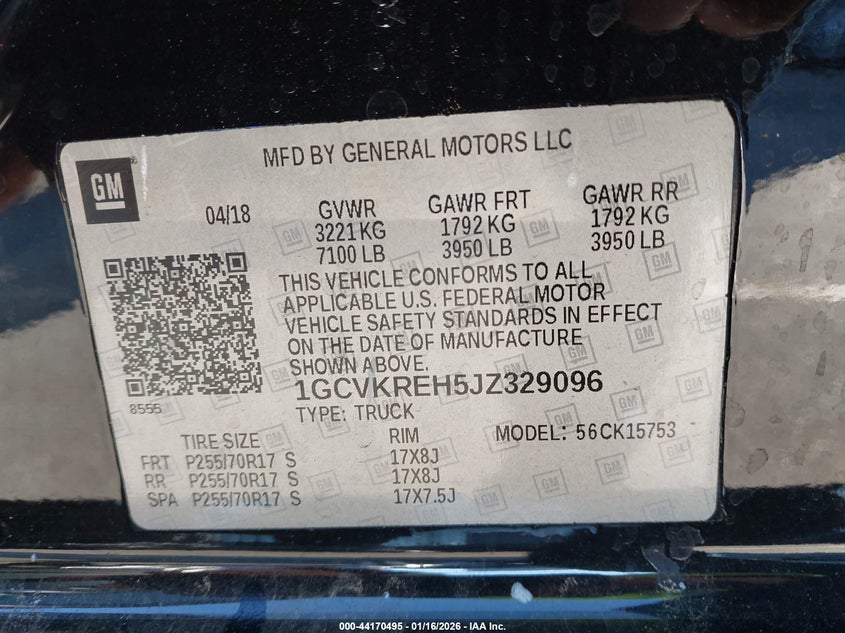 MFD BY GENERAL MOTORS LLC
GM
04/18
GVWR GAWR FRT GAWR RR
3221 KG 1792 KG 1792 KG
7100 LB 3950 LB 3950 LB
THIS VEHICLE CONFORMS TO ALL
APPLICABLE U.S. FEDERAL MOTOR
VEHICLE SAFETY STANDARDS IN EFFECT
ON THE DATE OF MANUFACTURE
SHOWN ABOVE.
1GCVKREH5JZ329096
8555
TYPE: TRUCK
TIRE SIZE RIM MODEL: 56CK15753
FRT P255/70R17 S 17X8J
RR P255/70R17 S 17X8J
SPA P255/70R17 S 17X7.5J
000-44170495 - 01/16/2026 - IAA Inc.